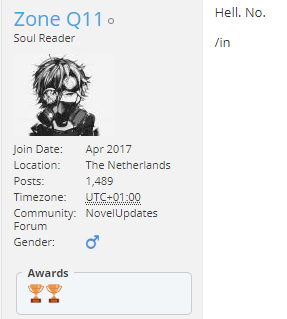 Zone Q11
Soul Reader
Join Date: Apr 2017
Location: The Netherlands
Posts: 1,489
Timezone: UTC+01:00
Community: NovelUpdates
Forum
Gender:
Awards
Hell. No.
/in